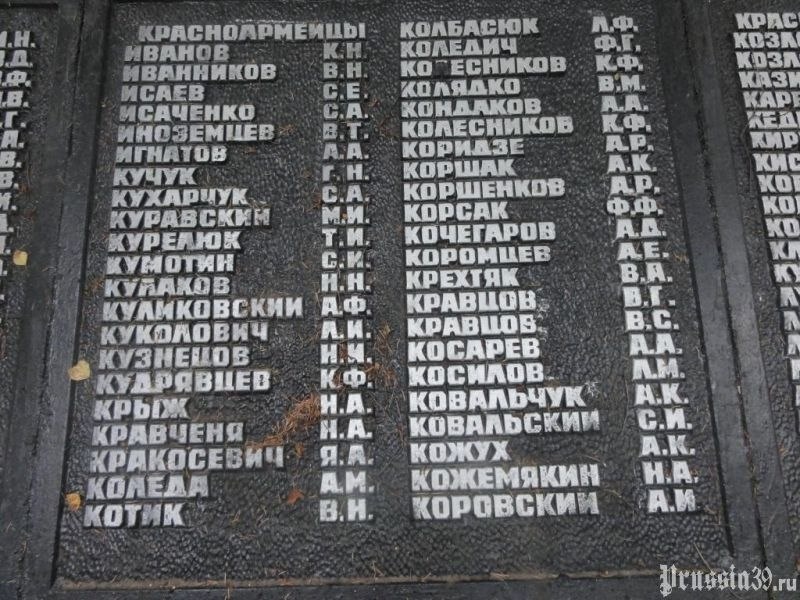 КРАСНОАРМЕЙЦЫ
ИВАНОВ К.Н.
ИВАННИКОВ В.Н.
ИСАЕВ С.Е.
ИСАЧЕНКО С.А.
ИНОЗЕМЦЕВ В.Т.
ИГНАТОВ А.А.
КУЧУК Г.Н.
КУХАРЧУК С.А.
КУРАВСКИЙ М.И.
КУРЕЛЮК Т.И.
КУМОТИН С.И.
КУЛАКОВ Н.Н.
КУЛИКОВСКИЙ А.Ф.
КУКОЛОВИЧ А.И.
КУЗНЕЦОВ Н.Ч.
КУДРЯВЦЕВ К.Ф.
КРЫЖ Н.А.
КРАВЧЕНЯ Н.А.
КРАКОСЕВИЧ Я.А.
КОЛЕДА А.М.
КОТИК В.Н.
КОЛБАСЮК Л.Ф.
КОЛЕДИЧ Ф.Г.
КОЛЕСНИКОВ К.Ф.
КОЛЯДКО В.М.
КОНДАКОВ А.А.
КОЛЕСНИКОВ К.Ф.
КОРИДЗЕ А.Р.
КОРШАК А.К
КОРШЕНКОВ А.Р.
КОРСАК Ф.Ф.
КОЧЕГАРОВ А.Д.
КОРОМЦЕВ А.Е.
КРЕХТЯК В.А.
КРАВЦОВ В.Г.
КРАВЦОВ В.С.
КОСАРЕВ А.А.
КОСИЛОВ Л.М.
КОВАЛЬЧУК А.К.
КОВАЛЬСКИЙ С.И.
КОЖУХ А.К.
КОЖЕМЯКИН Н.А.
КОРОВСКИЙ А.И
Prussia39.ru